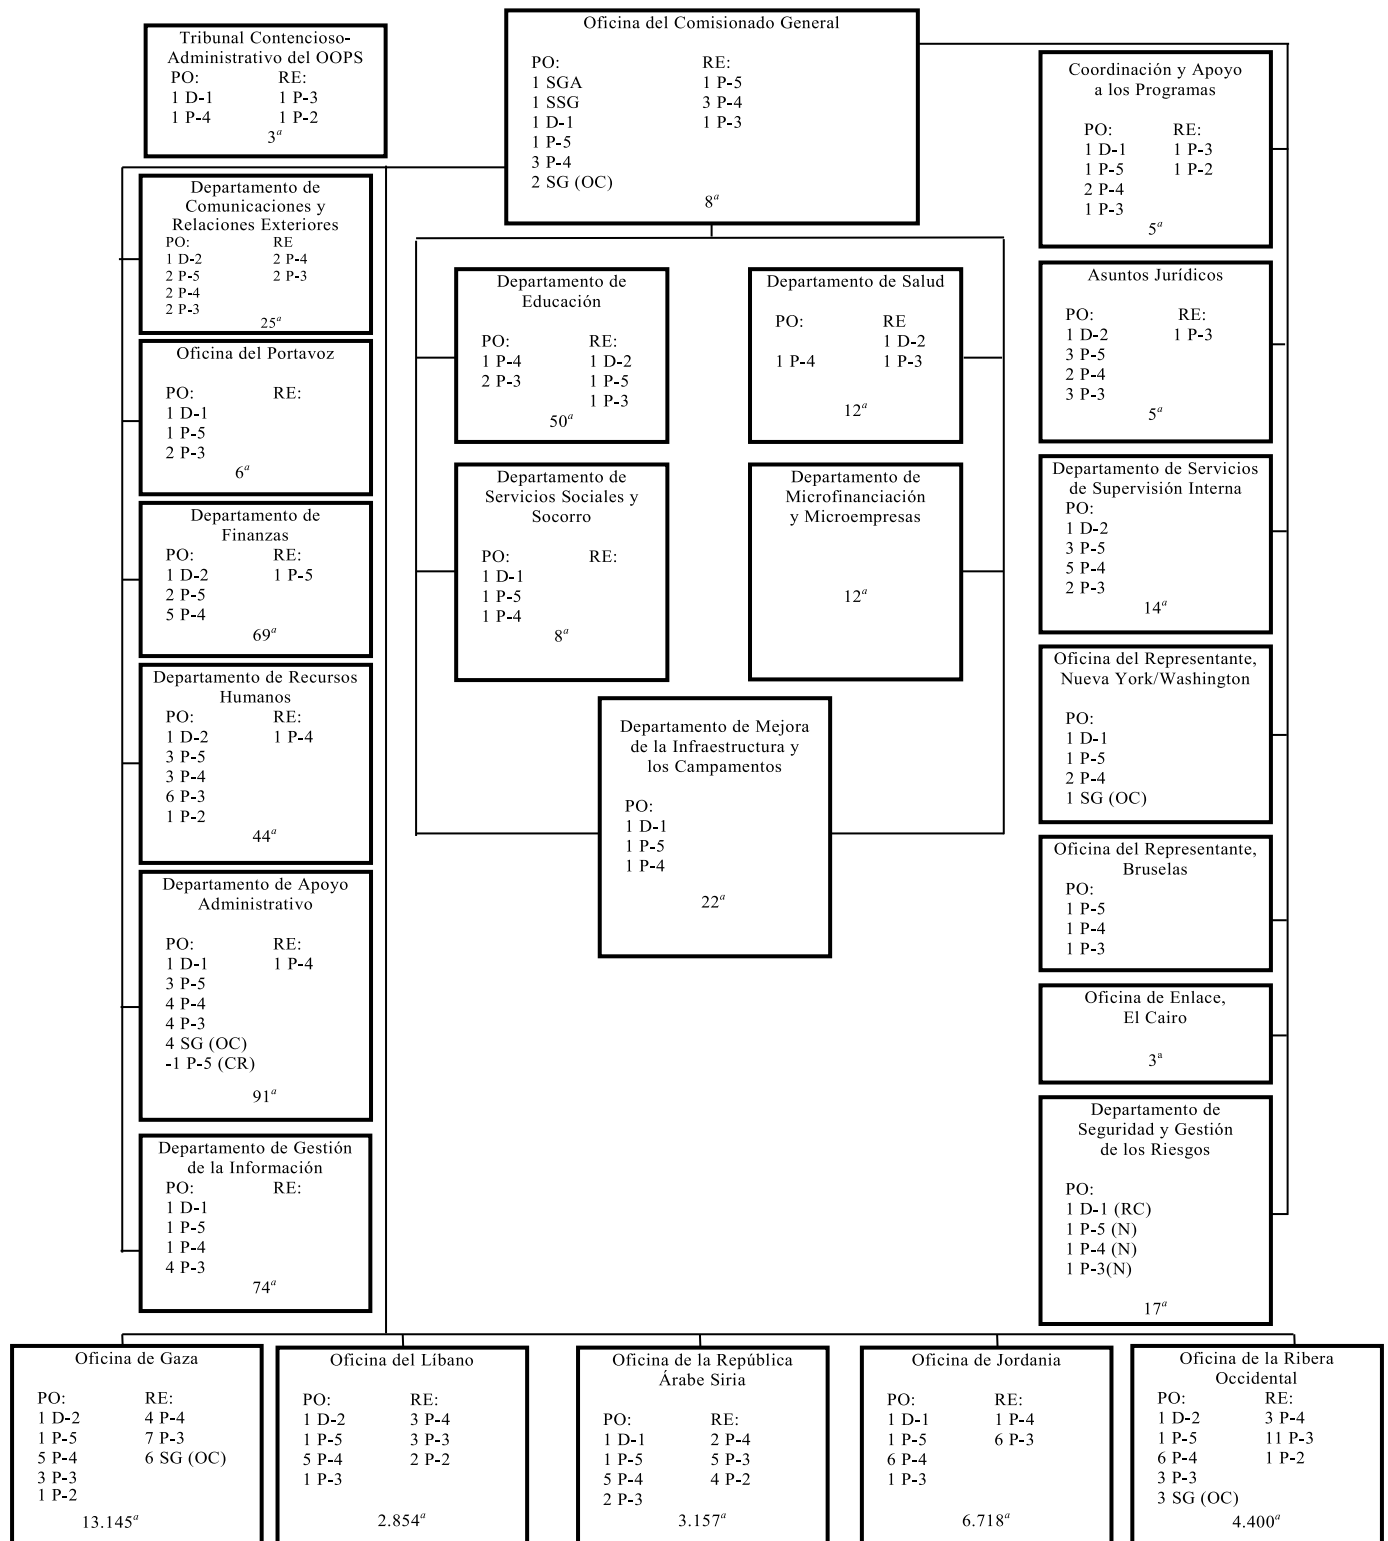 Tribunal Contencioso-
Administrativo del OOPS
PO: RE:
1 D-1 1 P-3
1 P-4 1 P-2
3a
Oficina del Comisionado General
PO: RE:
1 SGA 1 P-5
1 SSG 3 P-4
1 D-1 1 P-3
1 P-5
3 P-4
2 SG (OC)
8a
Coordinación y Apoyo
a los Programas
PO: RE:
1 D-1 1 P-3
1 P-5 1 P-2
2 P-4
1 P-3
5a
Departamento de
Comunicaciones y
Relaciones Exteriores
PO: RE
1 D-2 2 P-4
2 P-5 2 P-3
2 P-4
2 P-3
25a
Departamento de
Educación
PO: RE:
1 P-4 1 D-2
2 P-3 1 P-5
1 P-3
50a
Departamento de Salud
PO: RE
1 D-2
1 P-4 1 P-3
12a
Asuntos Jurídicos
PO: RE:
1 D-2 1 P-3
3 P-5
2 P-4
3 P-3
5a
Oficina del Portavoz
PO: RE:
1 D-1
1 P-5
2 P-3
6a
Departamento de
Servicios Sociales y
Socorro
PO: RE:
1 D-1
1 P-5
1 P-4
8a
Departamento de
Microfinanciación
y Microempresas
12a
Departamento de Servicios
de Supervisión Interna
PO:
1 D-2
3 P-5
5 P-4
2 P-3
14a
Departamento de
Finanzas
PO: RE:
1 D-2 1 P-5
2 P-5
5 P-4
69a
Oficina del Representante,
Nueva York/Washington
PO:
1 D-1
1 P-5
2 P-4
1 SG (OC)
Departamento de Recursos
Humanos
PO: RE:
1 D-2 1 P-4
3 P-5
3 P-4
6 P-3
1 P-2
44a
Departamento de Mejora
de la Infraestructura y
los Campamentos
PO:
1 D-1
1 P-5
1 P-4
22a
Oficina del Representante,
Bruselas
PO:
1 P-5
1 P-4
1 P-3
Departamento de Apoyo
Administrativo
PO: RE:
1 D-1 1 P-4
3 P-5
4 P-4
4 P-3
4 SG (OC)
-1 P-5 (CR)
91a
Oficina de Enlace,
El Cairo
3a
Departamento de Gestión
de la Información
PO: RE:
1 D-1
1 P-5
1 P-4
4 P-3
74a
Departamento de
Seguridad y Gestión
de los Riesgos
PO:
1 D-1 (RC)
1 P-5 (N)
1 P-4 (N)
1 P-3(N)
17a
Oficina de Gaza
PO: RE:
1 D-2 4 P-4
1 P-5 7 P-3
5 P-4 6 SG (OC)
3 P-3
1 P-2
13.145a
Oficina del Líbano
PO: RE:
1 D-2 3 P-4
1 P-5 3 P-3
5 P-4 2 P-2
1 P-3
2.854a
Oficina de la República
Árabe Siria
PO: RE:
1 D-1 2 P-4
1 P-5 5 P-3
5 P-4 4 P-2
2 P-3
3.157a
Oficina de Jordania
PO: RE:
1 D-1 1 P-4
1 P-5 6 P-3
6 P-4
1 P-3
6.718a
Oficina de la Ribera
Occidental
PO: RE:
1 D-2 3 P-4
1 P-5 11 P-3
6 P-4 1 P-2
3 P-3
3 SG (OC)
4.400a